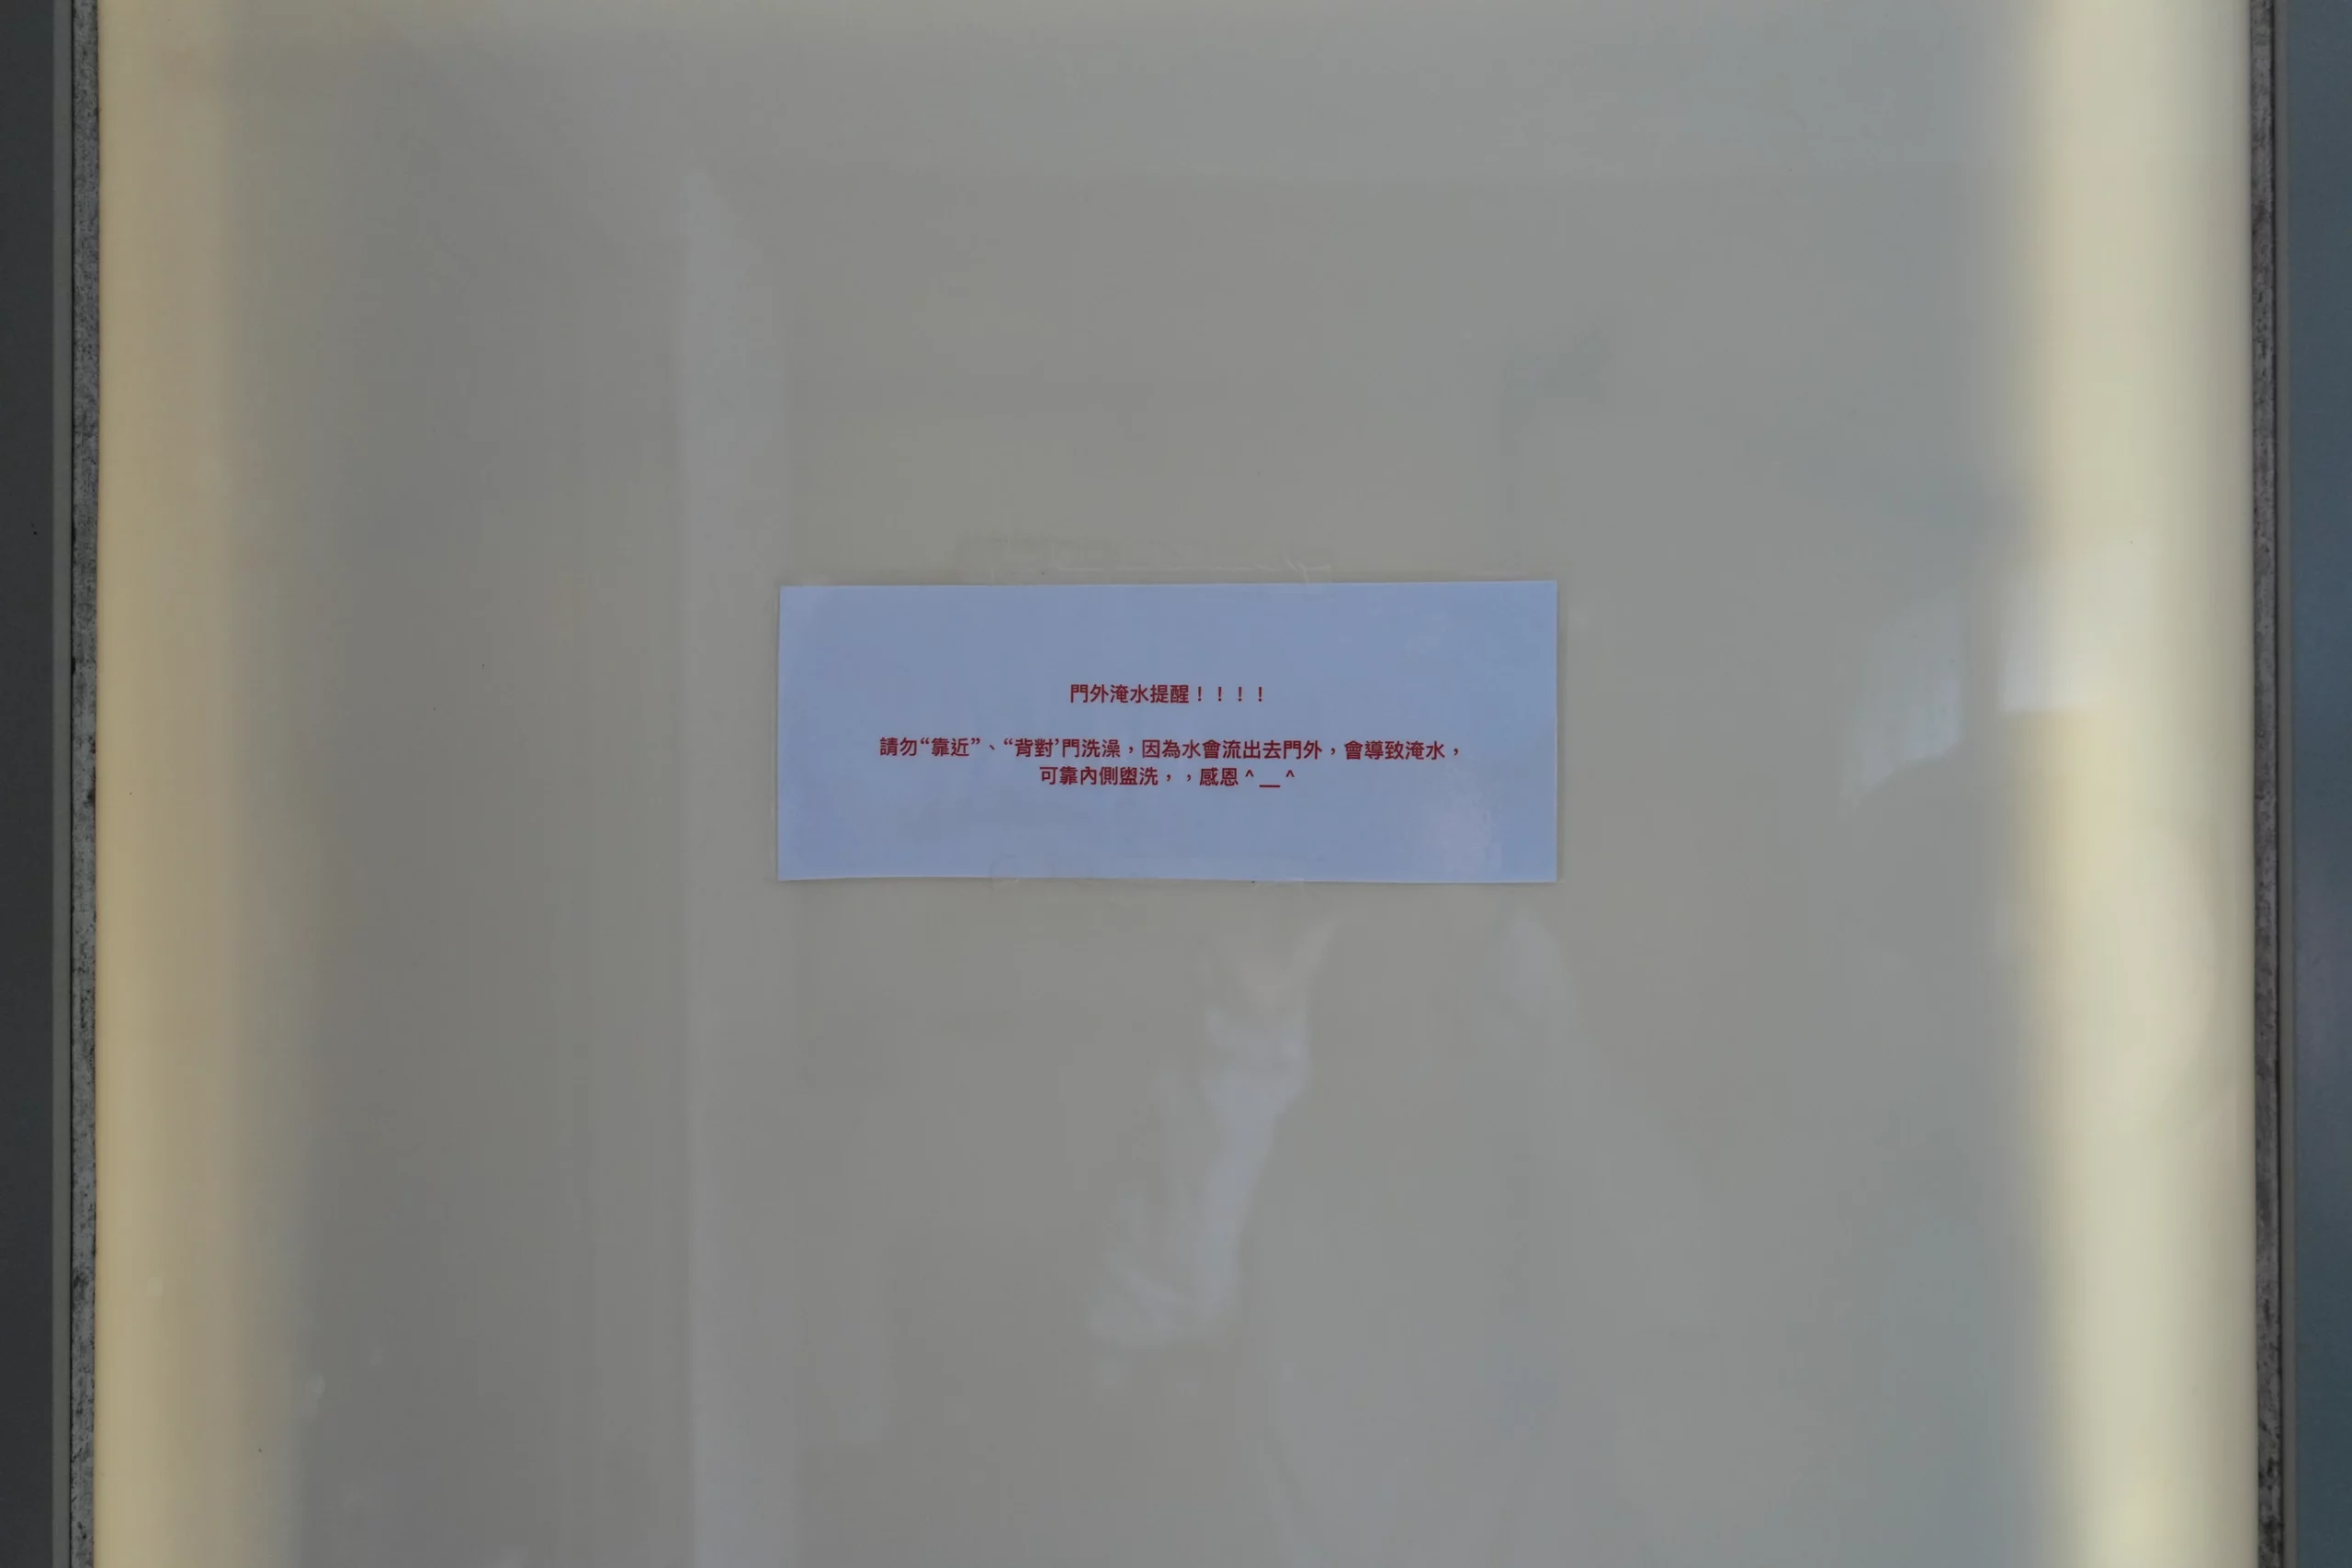 門外淹水提醒！！！！
請勿“靠近”、“背對’門洗澡，因為水會流出去門外，會導致淹水，
可靠內側盥洗，，感恩^__^